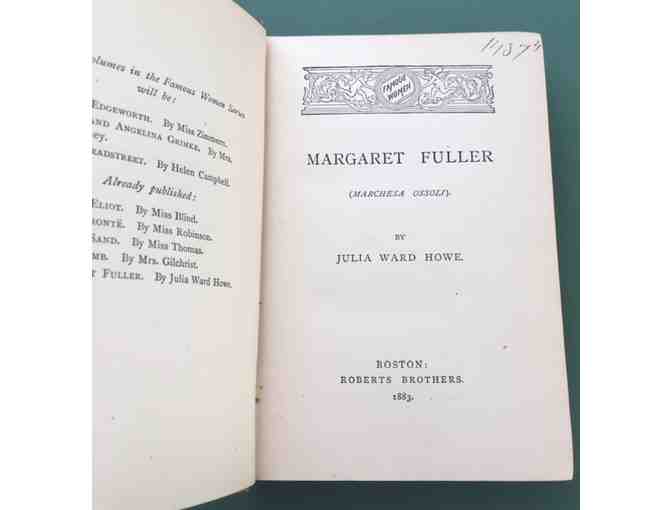 olumes in the Famous Women Series
will be:
EDGEWORTH. By Miss Zimmern.
AND ANGELINA GRIMKE. By Mrs.
ey.
RADSTREET. By Helen Campbell.
Already published:
ELIOT. By Miss Blind.
RONTË. By Miss Robinson.
SAND. By Miss Thomas.
MB. By Mrs. Gilchrist.
T FULLER. By Julia Ward Howe.
FAMOUS
WOMEN
MARGARET FULLER
(MARCHESA OSSOLI).
BY
JULIA WARD HOWE.
BOSTON:
ROBERTS BROTHERS.
1883.